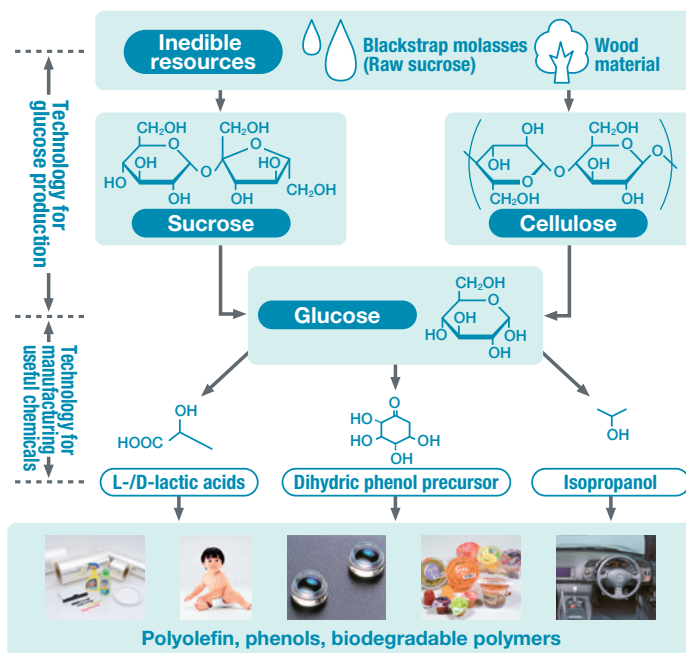 Inedible
resources
Blackstrap molasses
(Raw sucrose)
Wood
material
Technology for
glucose production
CH₂OH
O
OH
HO
OH
O
CH₂OH
O
HO
OH
CH₂OH
Sucrose
OH
OH
O
CH₂OH
O
CH₂OH
O
OH
HO
OH
O
Cellulose
Glucose
CH₂OH
O
HO
HO
OH
OH
OH
Technology for
manufacturing
useful chemicals
OH
HOOC
O
HO
HO
OH
OH
OH
L-/D-lactic acids
Dihydric phenol precursor
Isopropanol
Polyolefin, phenols, biodegradable polymers